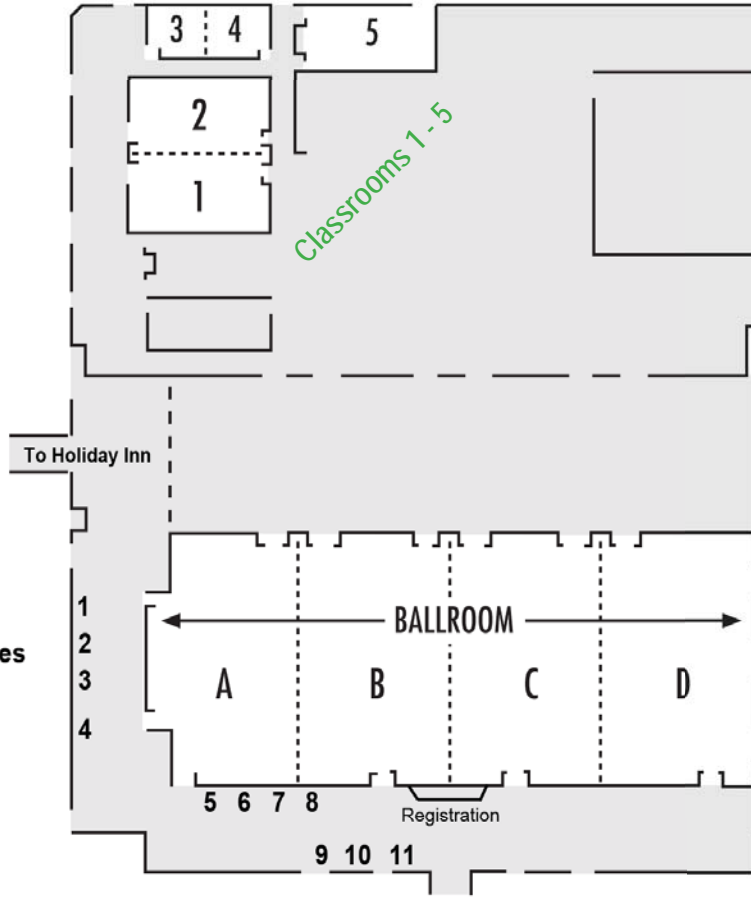 3 4 5
2
Classrooms 1 - 5
1
To Holiday Inn
1
BALLROOM
2
es
3
A B C D
4
5 6 7 8
Registration
9 10 11